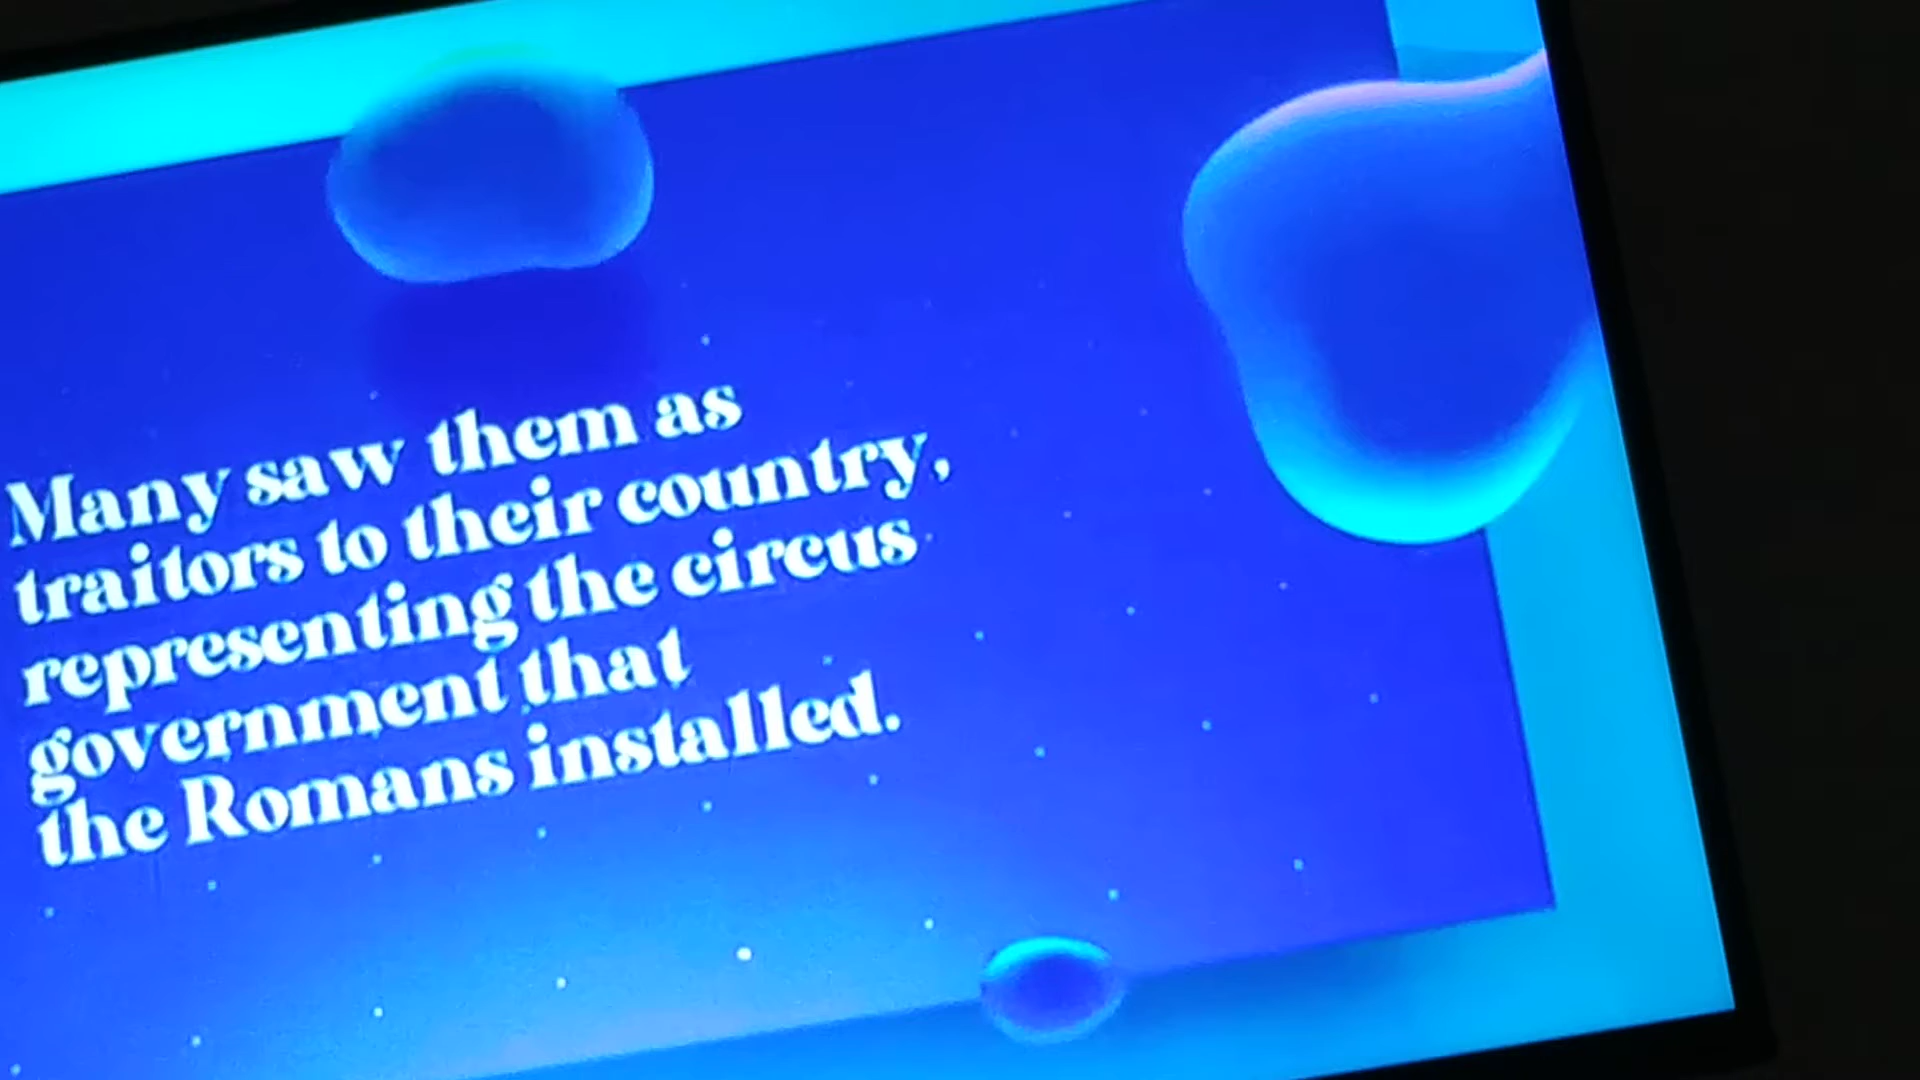 Many saw them as
traitors to their country,
representing the circus
government that
the Romans installed.